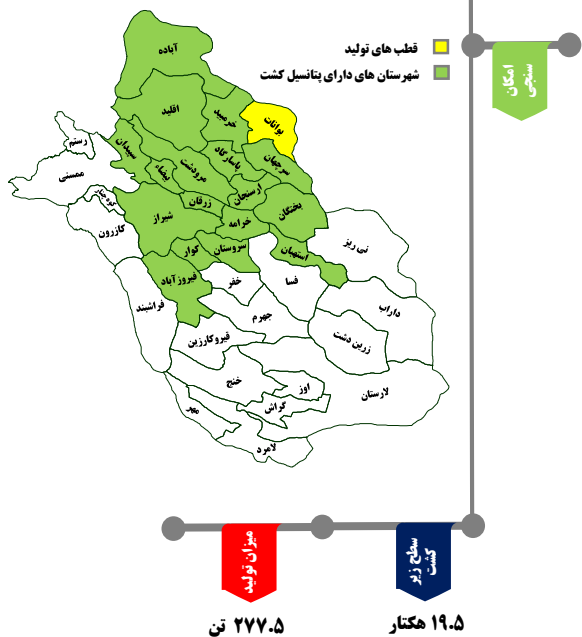 قطب های تولید
شهرستان های دارای پتانسیل کشت
امکان
سنجی
آباده
اقلید
خرمبید
بوانات
رستم
سپیدان
پاسارگاد
سرچهان
ممسنی
بیضاء
مرودشت
ارسنجان
کوه چنار
زرقان
بختگان
شیراز
خرامه
کازرون
کوار
سروستان
استهبان
نی ریز
فیروزآباد
خفر
فسا
فراشبند
جهرم
داراب
قیروکارزین
زرین دشت
خنج
اوز
لارستان
گراش
مهر
لامرد
سطح زیر
کشت
میزان تولید
۱۹.۵ هکتار
۲۷۷.۵ تن